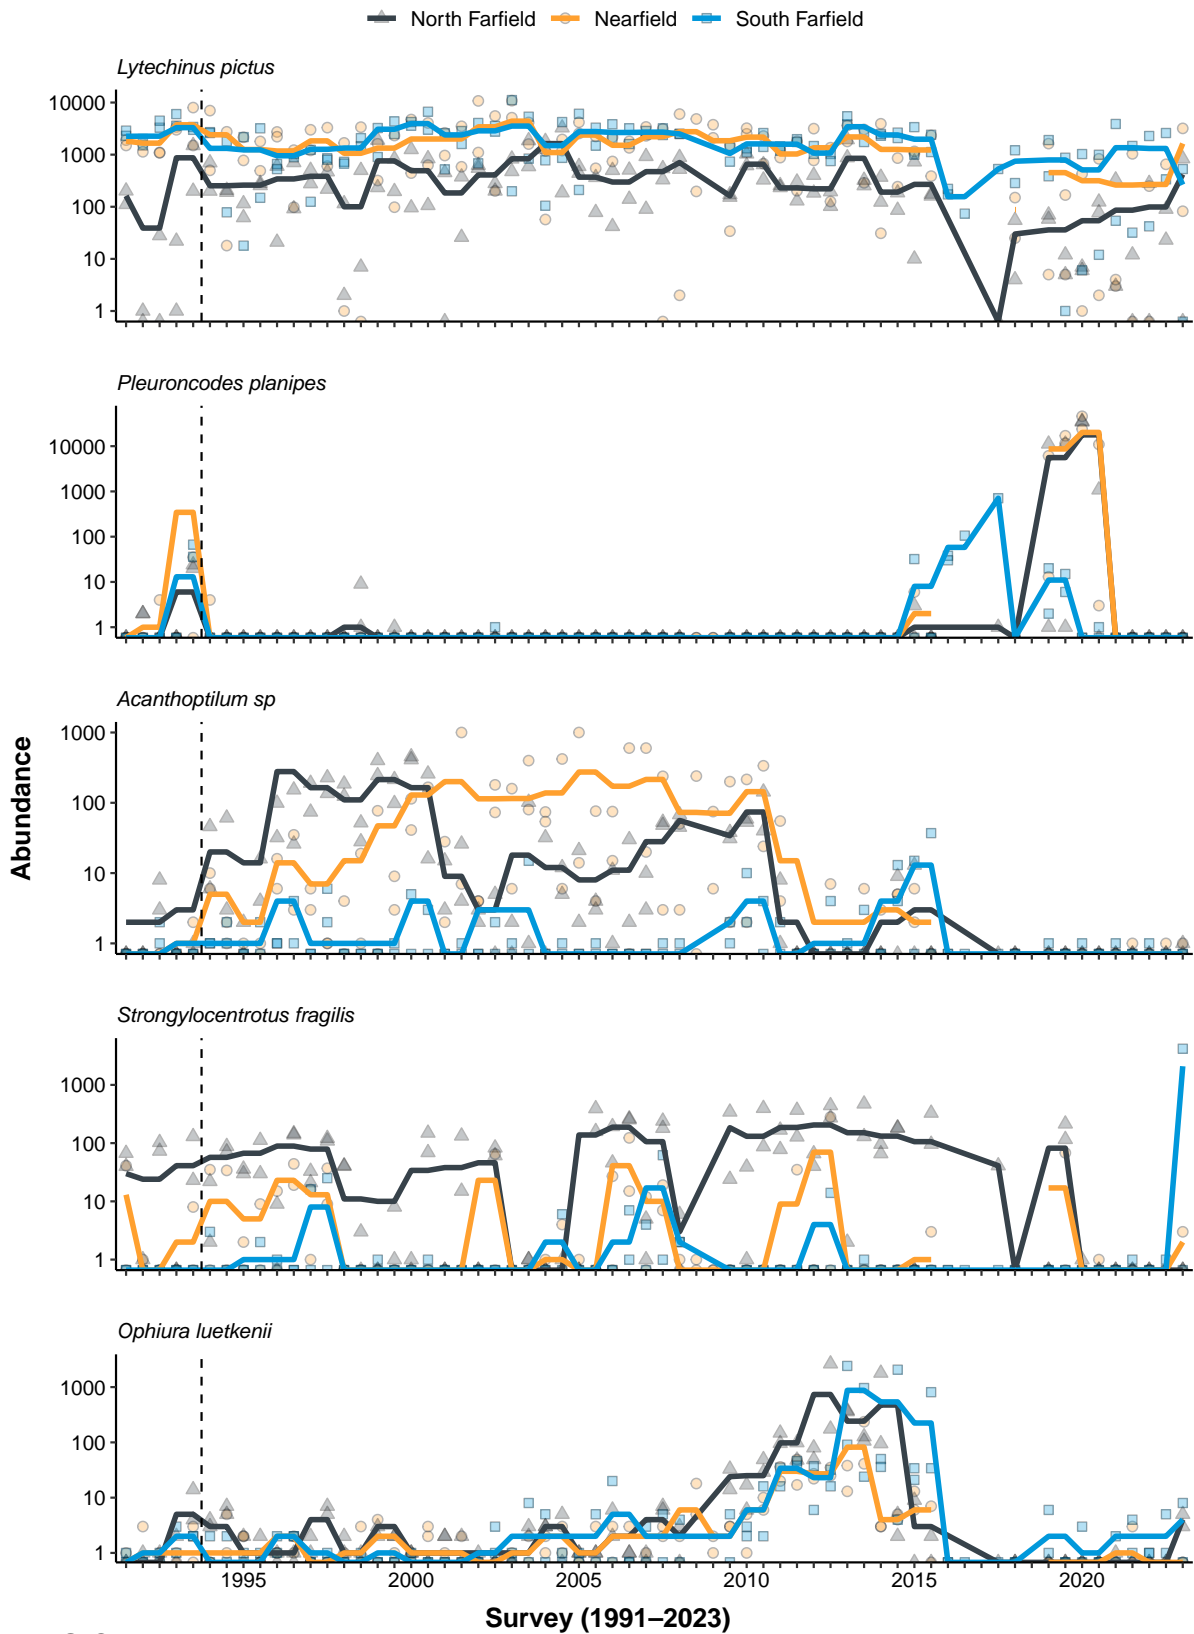 North Farfield Nearfield South Farfield
Lytechinus pictus
10000
1000
100
10
1
Pleuroncodes planipes
10000
1000
100
10
1
Acanthoptilum sp
1000
100
10
1
Strongylocentrotus fragilis
1000
100
10
1
Ophiura luetkenii
1000
100
10
1
Abundance
1995 2000 2005 2010 2015 2020
Survey (1991–2023)